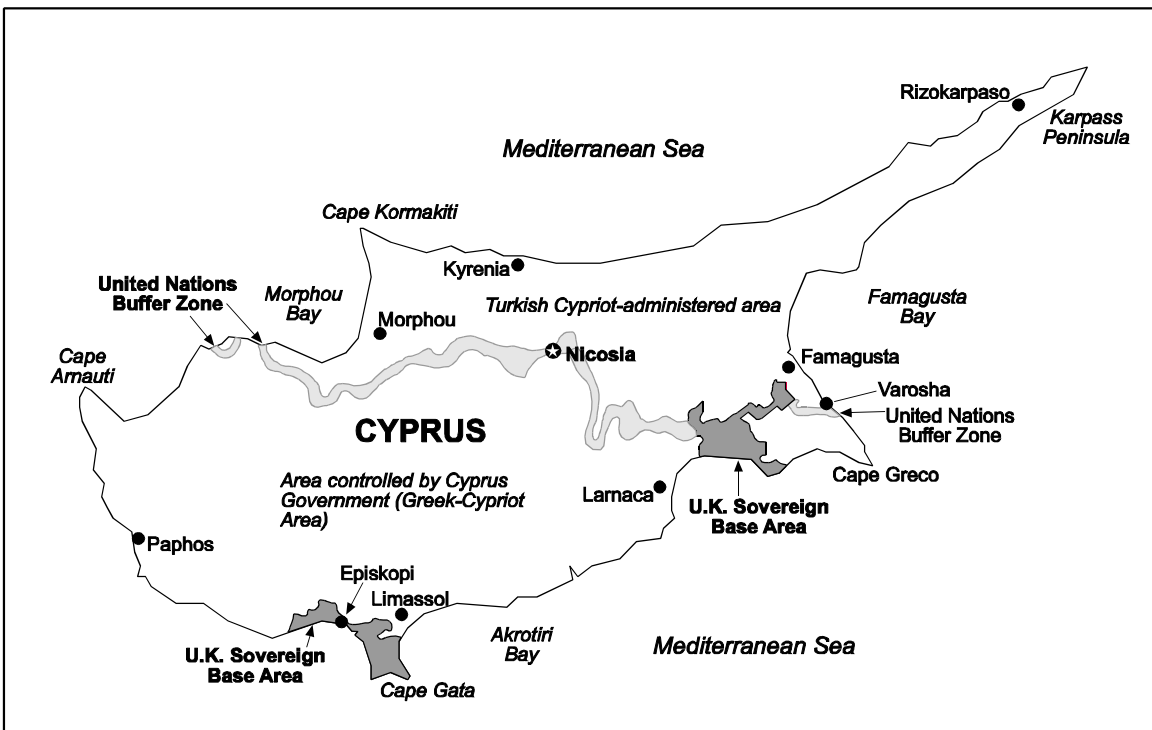 Rizokarpaso
Karpass
Peninsula
Mediterranean Sea
Cape Kormakiti
Kyrenia
United Nations
Buffer Zone
Morphou
Bay
Turkish Cypriot-administered area
Famagusta
Bay
Morphou
Cape
Arnauti
Nicosia
Famagusta
Varosha
United Nations
Buffer Zone
CYPRUS
Cape Greco
Area controlled by Cyprus
Government (Greek-Cypriot
Area)
Larnaca
U.K. Sovereign
Base Area
Paphos
Episkopi
Limassol
Akrotiri
Bay
Mediterranean Sea
U.K. Sovereign
Base Area
Cape Gata